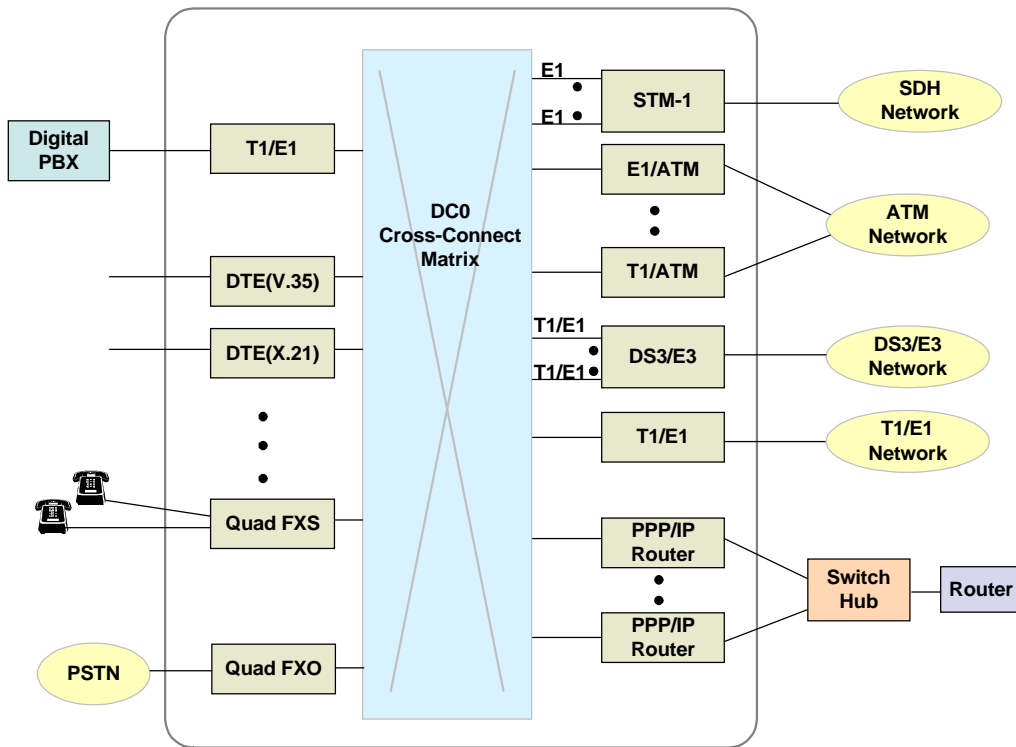 Digital
PBX
T1/E1
DTE(V.35)
DTE(X.21)
Quad FXS
PSTN
Quad FXO
DC0
Cross-Connect
Matrix
E1
E1
STM-1
SDH
Network
E1/ATM
T1/ATM
ATM
Network
T1/E1
T1/E1
DS3/E3
DS3/E3
Network
T1/E1
T1/E1
Network
PPP/IP
Router
PPP/IP
Router
Switch
Hub
Router